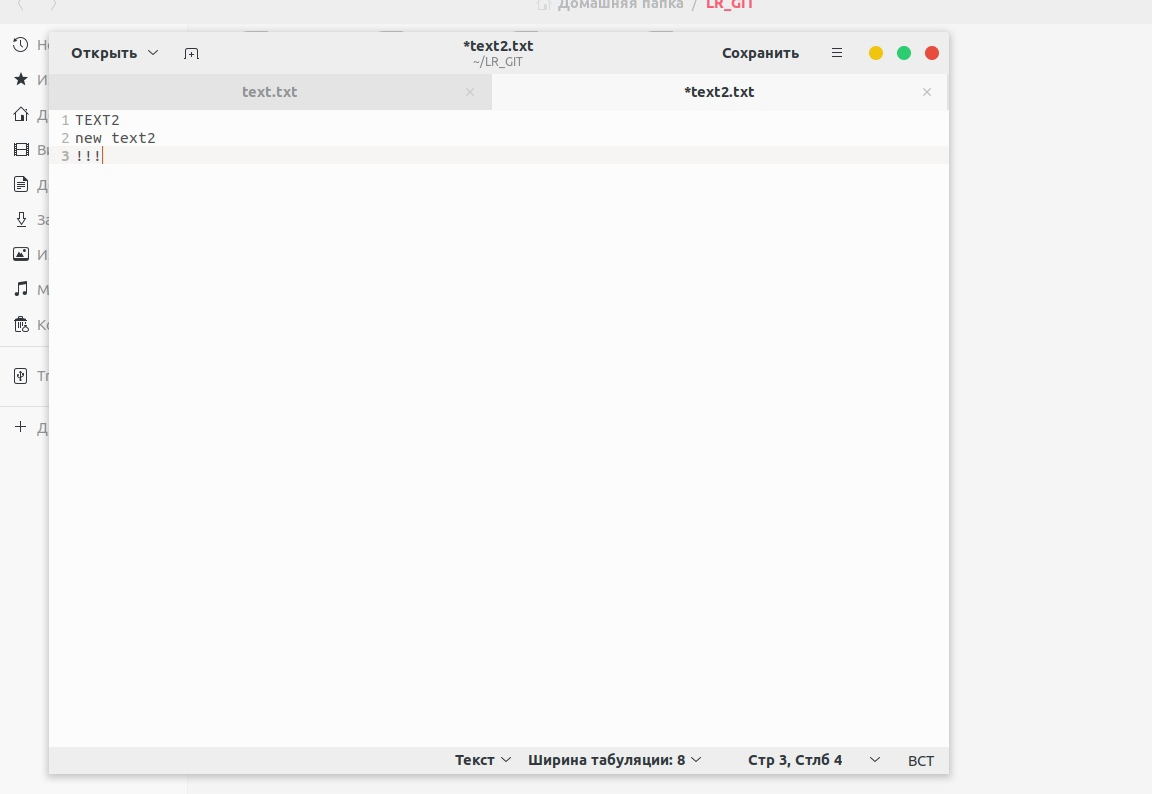 Домашняя папка / LR_GIT
Открыть
*text2.txt
~/LR_GIT
Сохранить
text.txt
*text2.txt
1 TEXT2
2 new text2
3 !!!
Текст
Ширина табуляции: 8
Стр 3, Стлб 4
ВСТ